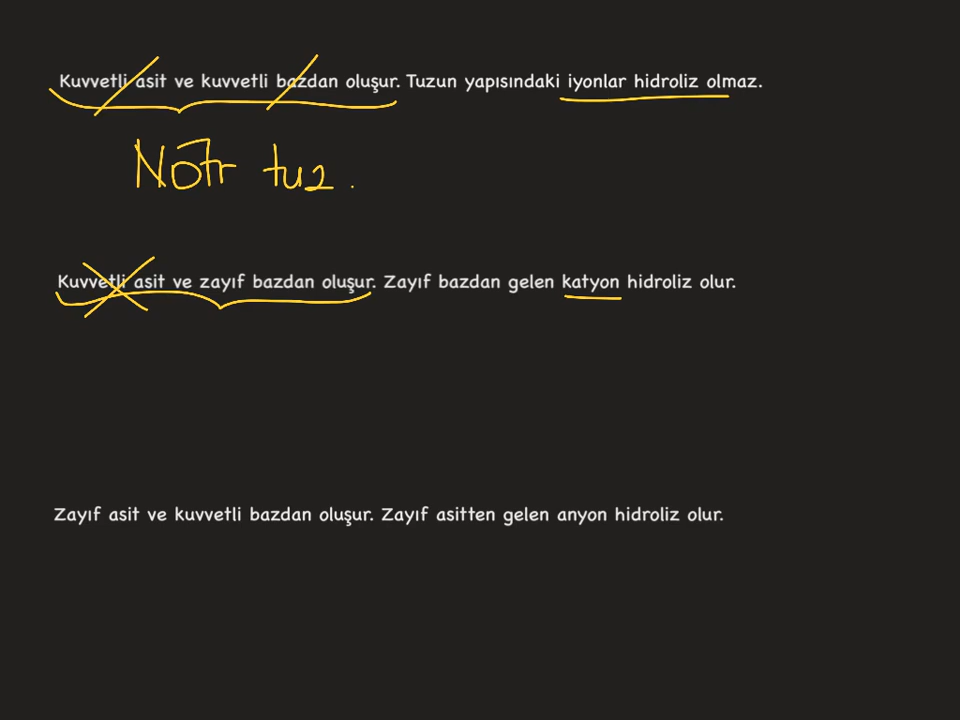 Kuvvetli asit ve kuvvetli bazdan oluşur. Tuzun yapısındaki iyonlar hidroliz olmaz.
Nötr tuz.
Kuvvetli asit ve zayıf bazdan oluşur. Zayıf bazdan gelen katyon hidroliz olur.
Zayıf asit ve kuvvetli bazdan oluşur. Zayıf asitten gelen anyon hidroliz olur.